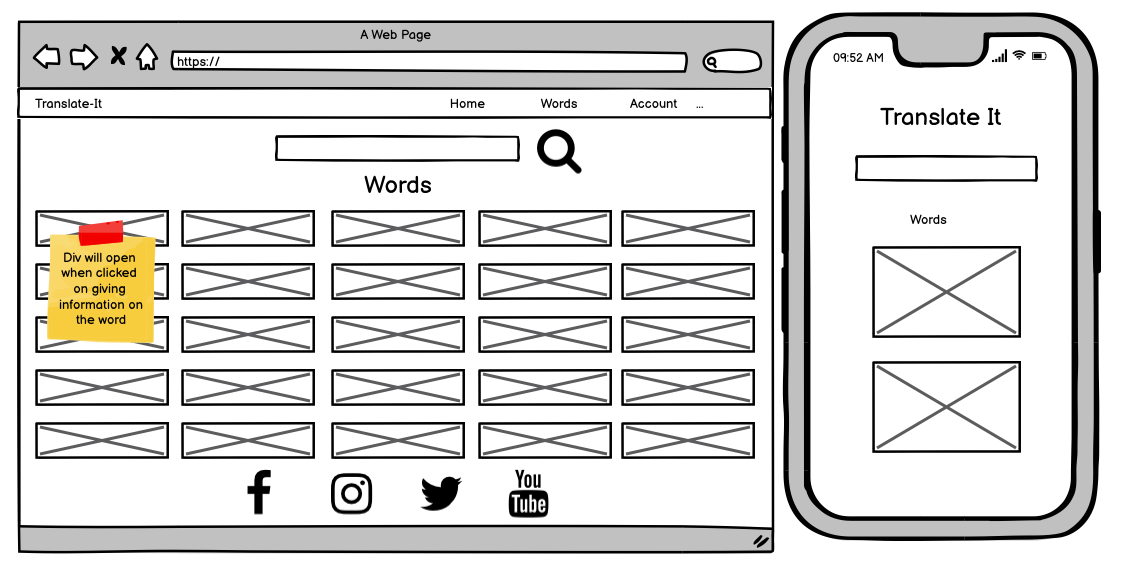 A Web Page
https://
Translate-It
Home
Words
Account
...
Words
Div will open
when clicked
on giving
information on
the word
You
Tube
09:52 AM
Translate It
Words